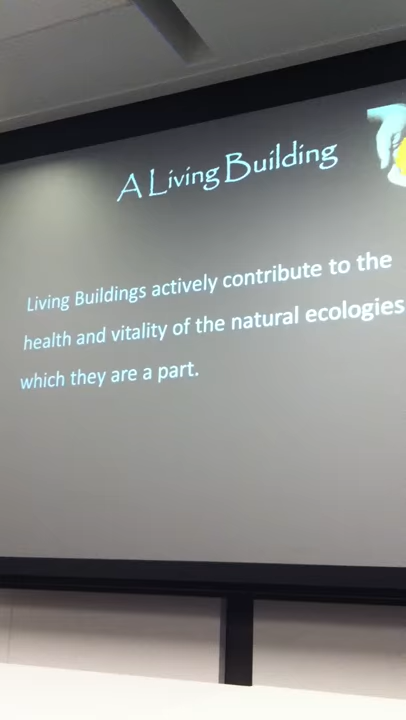 A Living Building
Living Buildings actively contribute to the
health and vitality of the natural ecologies
which they are a part.